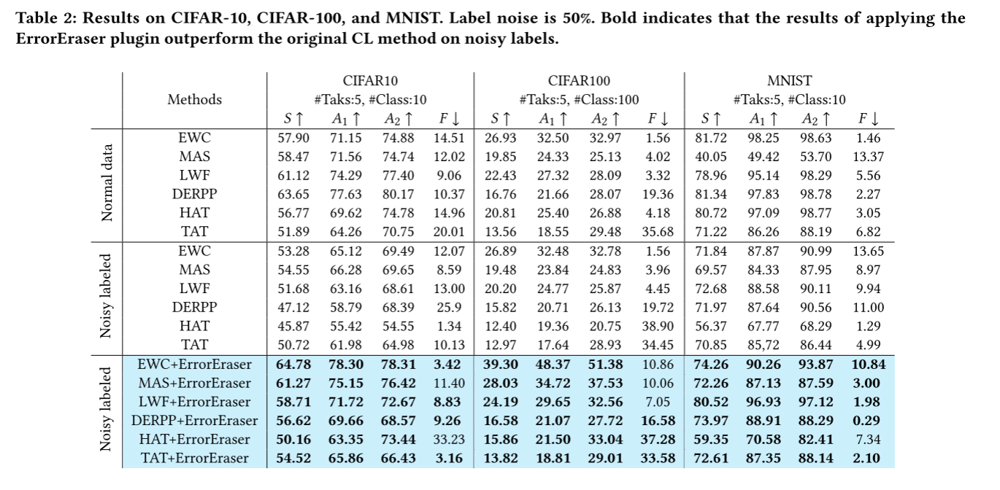 Table 2: Results on CIFAR-10, CIFAR-100, and MNIST. Label noise is 50%. Bold indicates that the results of applying the
ErrorEraser plugin outperform the original CL method on noisy labels.
Methods CIFAR10 CIFAR100 MNIST
#Taks:5, #Class:10 #Taks:5, #Class:100 #Taks:5, #Class:10
S ↑ A1 ↑ A2 ↑ F ↓ S ↑ A1 ↑ A2 ↑ F ↓ S ↑ A1 ↑ A2 ↑ F ↓
Normal data
EWC 57.90 71.15 74.88 14.51 26.93 32.50 32.97 1.56 81.72 98.25 98.63 1.46
MAS 58.47 71.56 74.74 12.02 19.85 24.33 25.13 4.02 40.05 49.42 53.70 13.37
LWF 61.12 74.29 77.40 9.06 22.43 27.32 28.09 3.32 78.96 95.14 98.29 5.56
DERPP 63.65 77.63 80.17 10.37 16.76 21.66 28.07 19.36 81.34 97.83 98.78 2.27
HAT 56.77 69.62 74.78 14.96 20.81 25.40 26.88 4.18 80.72 97.09 98.77 3.05
TAT 51.89 64.26 70.75 20.01 13.56 18.55 29.48 35.68 71.22 86.26 88.19 6.82
Noisy labeled
EWC 53.28 65.12 69.49 12.07 26.89 32.48 32.78 1.56 71.84 87.87 90.99 13.65
MAS 54.55 66.28 69.65 8.59 19.48 23.84 24.83 3.96 69.57 84.33 87.95 8.97
LWF 51.68 63.16 68.61 13.00 20.20 24.77 25.87 4.45 72.68 88.58 90.11 9.94
DERPP 47.12 58.79 68.39 25.9 15.82 20.71 26.13 19.72 71.97 87.64 90.56 11.00
HAT 45.87 55.42 54.55 1.34 12.40 19.36 20.75 38.90 56.37 67.77 68.29 1.29
TAT 50.72 61.98 64.98 10.13 12.97 17.64 28.93 34.45 70.85 85,72 86.44 4.99
Noisy labeled
EWC+ErrorEraser 64.78 78.30 78.31 3.42 39.30 48.37 51.38 10.86 74.26 90.26 93.87 10.84
MAS+ErrorEraser 61.27 75.15 76.42 11.40 28.03 34.72 37.53 10.06 72.26 87.13 87.59 3.00
LWF+ErrorEraser 58.71 71.72 72.67 8.83 24.19 29.65 32.56 7.05 80.52 96.93 97.12 1.98
DERPP+ErrorEraser 56.62 69.66 68.57 9.26 16.58 21.07 27.72 16.58 73.97 88.91 88.29 0.29
HAT+ErrorEraser 50.16 63.35 73.44 33.23 15.86 21.50 33.04 37.28 59.35 70.58 82.41 7.34
TAT+ErrorEraser 54.52 65.86 66.43 3.16 13.82 18.81 29.01 33.58 72.61 87.35 88.14 2.10